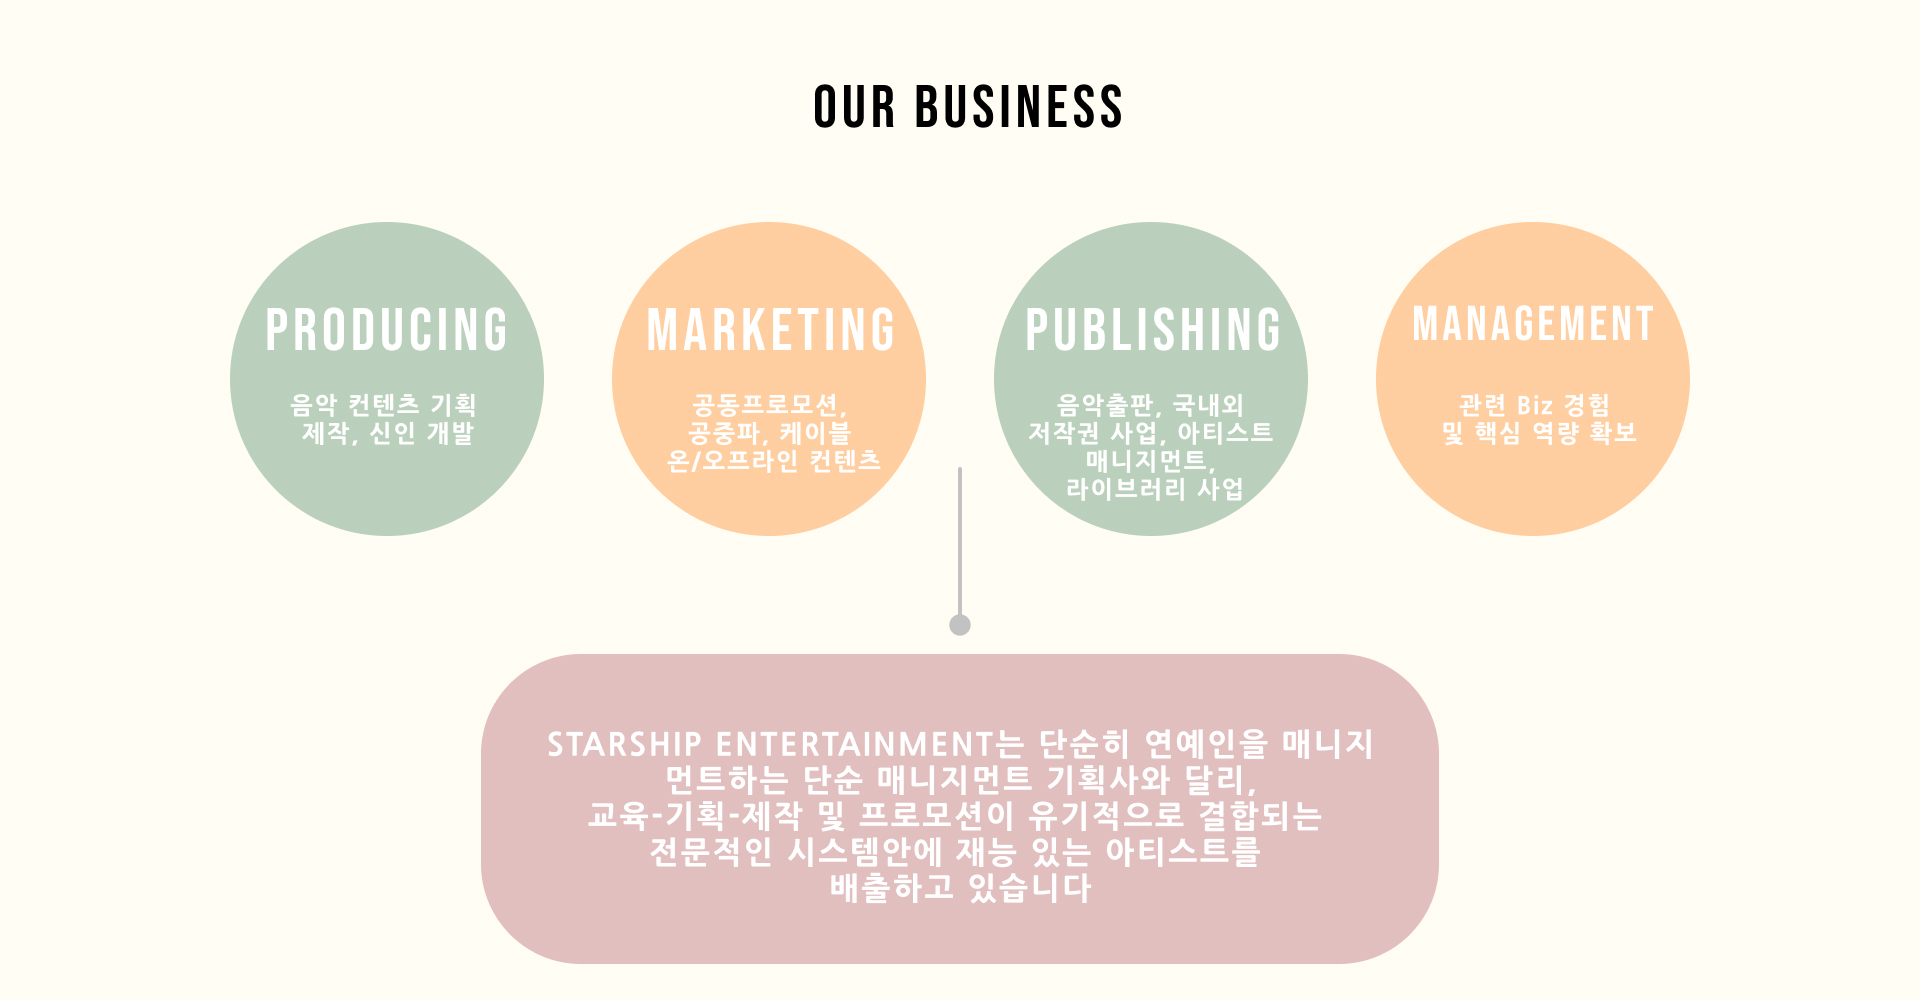 OUR BUSINESS
PRODUCING
음악 컨텐츠 기획
제작, 신인 개발
MARKETING
공동프로모션,
공중파, 케이블
온/오프라인 컨텐츠
PUBLISHING
음악출판, 국내외
저작권 사업, 아티스트
매니지먼트,
라이브러리 사업
MANAGEMENT
관련 Biz 경험
및 핵심 역량 확보
STARSHIP ENTERTAINMENT는 단순히 연예인을 매니지
먼트하는 단순 매니지먼트 기획사와 달리,
교육-기획-제작 및 프로모션이 유기적으로 결합되는
전문적인 시스템안에 재능 있는 아티스트를
배출하고 있습니다